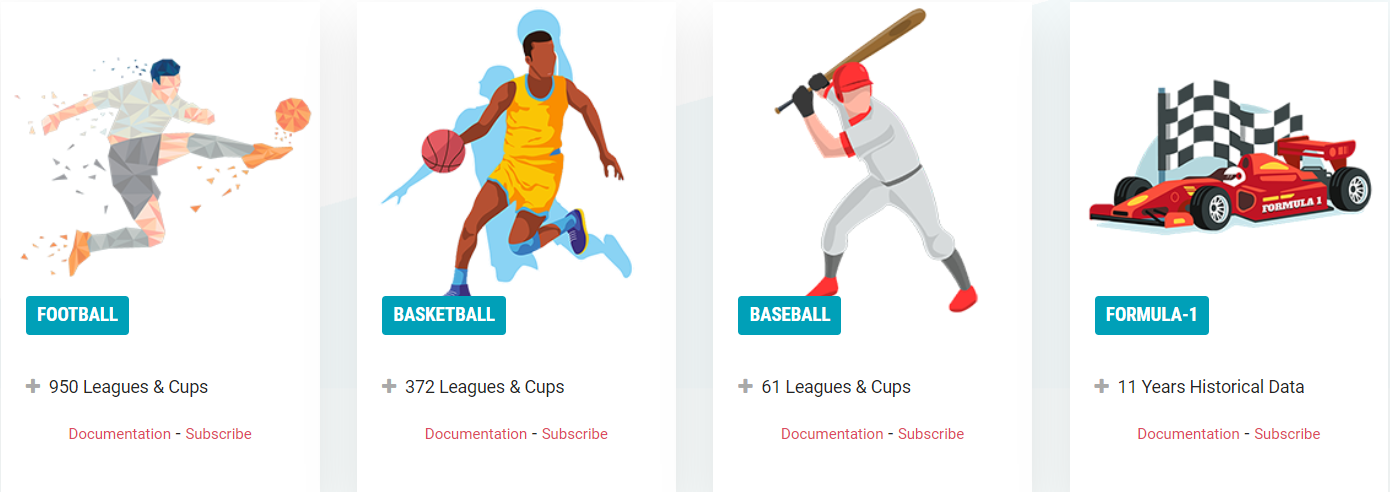 FORMULA 1
FOOTBALL
950 Leagues & Cups
Documentation - Subscribe
BASKETBALL
372 Leagues & Cups
Documentation - Subscribe
BASEBALL
61 Leagues & Cups
Documentation - Subscribe
FORMULA-1
11 Years Historical Data
Documentation - Subscribe